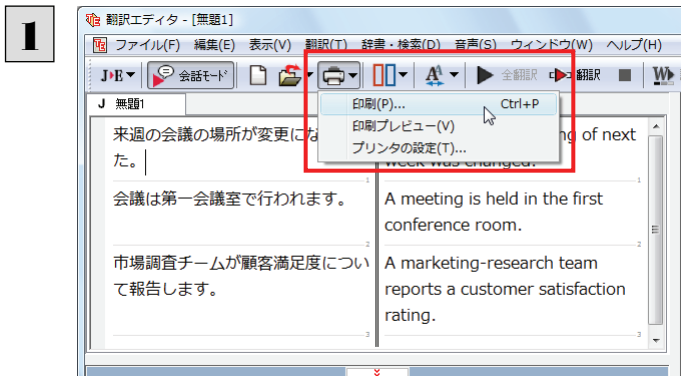 1
翻訳エディタ - [無題1]
ファイル(F) 編集(E) 表示(V) 翻訳(T) 辞書・検索(D) 音声(S) ウィンドウ(W) ヘルプ(H)
J▶E 会話モード 全翻訳 翻訳 W
J 無題1
印刷(P)... Ctrl+P
印刷プレビュー(V)
プリンタの設定(T)...
来週の会議の場所が変更にな
た。
ng of next
week was changed.
1
1
会議は第一会議室で行われます。
A meeting is held in the first
conference room.
2
2
市場調査チームが顧客満足度につい
て報告します。
A marketing-research team
reports a customer satisfaction
rating.
3
3